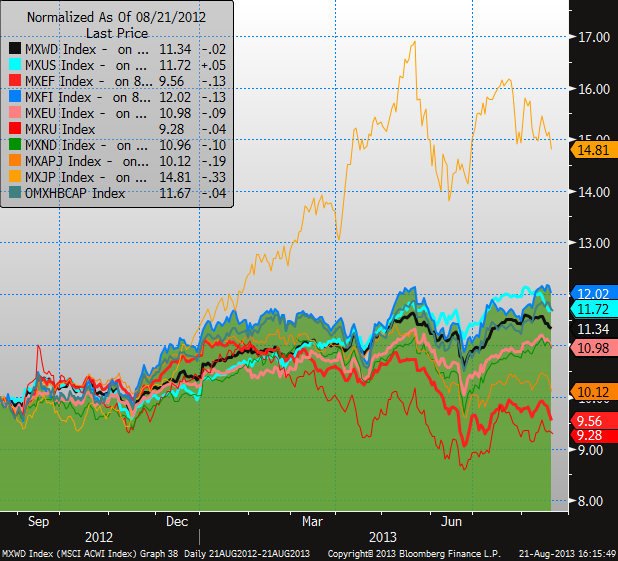 Normalized As Of 08/21/2012
Last Price
MXWD Index - on ... 11.34 -.02
MXUS Index - on ... 11.72 +.05
MXEF Index - on 8... 9.56 -.13
MXFI Index - on 8... 12.02 -.13
MXEU Index - on ... 10.98 -.09
MXRU Index 9.28 -.04
MXND Index - on ... 10.96 -.10
MXAPJ Index - on... 10.12 -.19
MXJP Index - on ... 14.81 -.33
OMXHBCAP Index 11.67 -.04
17.00
16.00
14.81
14.00
13.00
12.02
11.72
11.34
10.98
10.12
9.56
9.28
9.00
8.00
Sep Dec Mar Jun
2012 2013
MXWD Index (MSCI ACWI Index) Graph 38 Daily 21AUG2012-21AUG2013 Copyright© 2013 Bloomberg Finance L.P. 21-Aug-2013 16:15:49